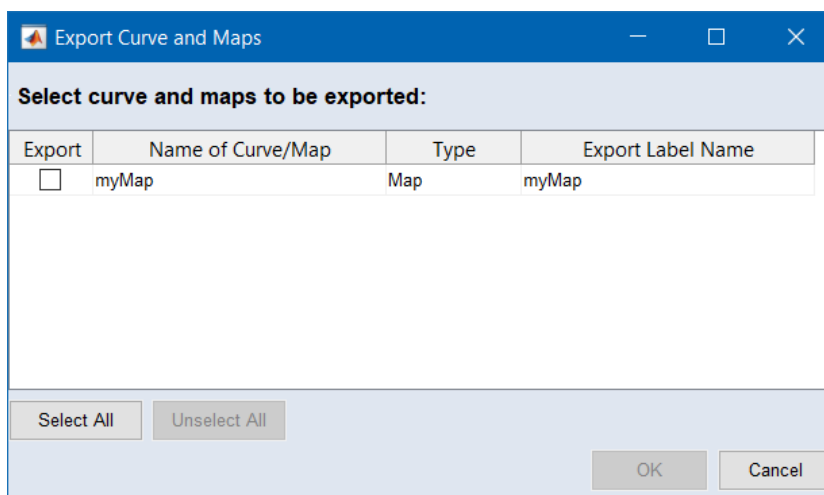 Export Curve and Maps
Select curve and maps to be exported:
Export Name of Curve/Map Type Export Label Name
myMap Map myMap
Select All Unselect All
OK Cancel